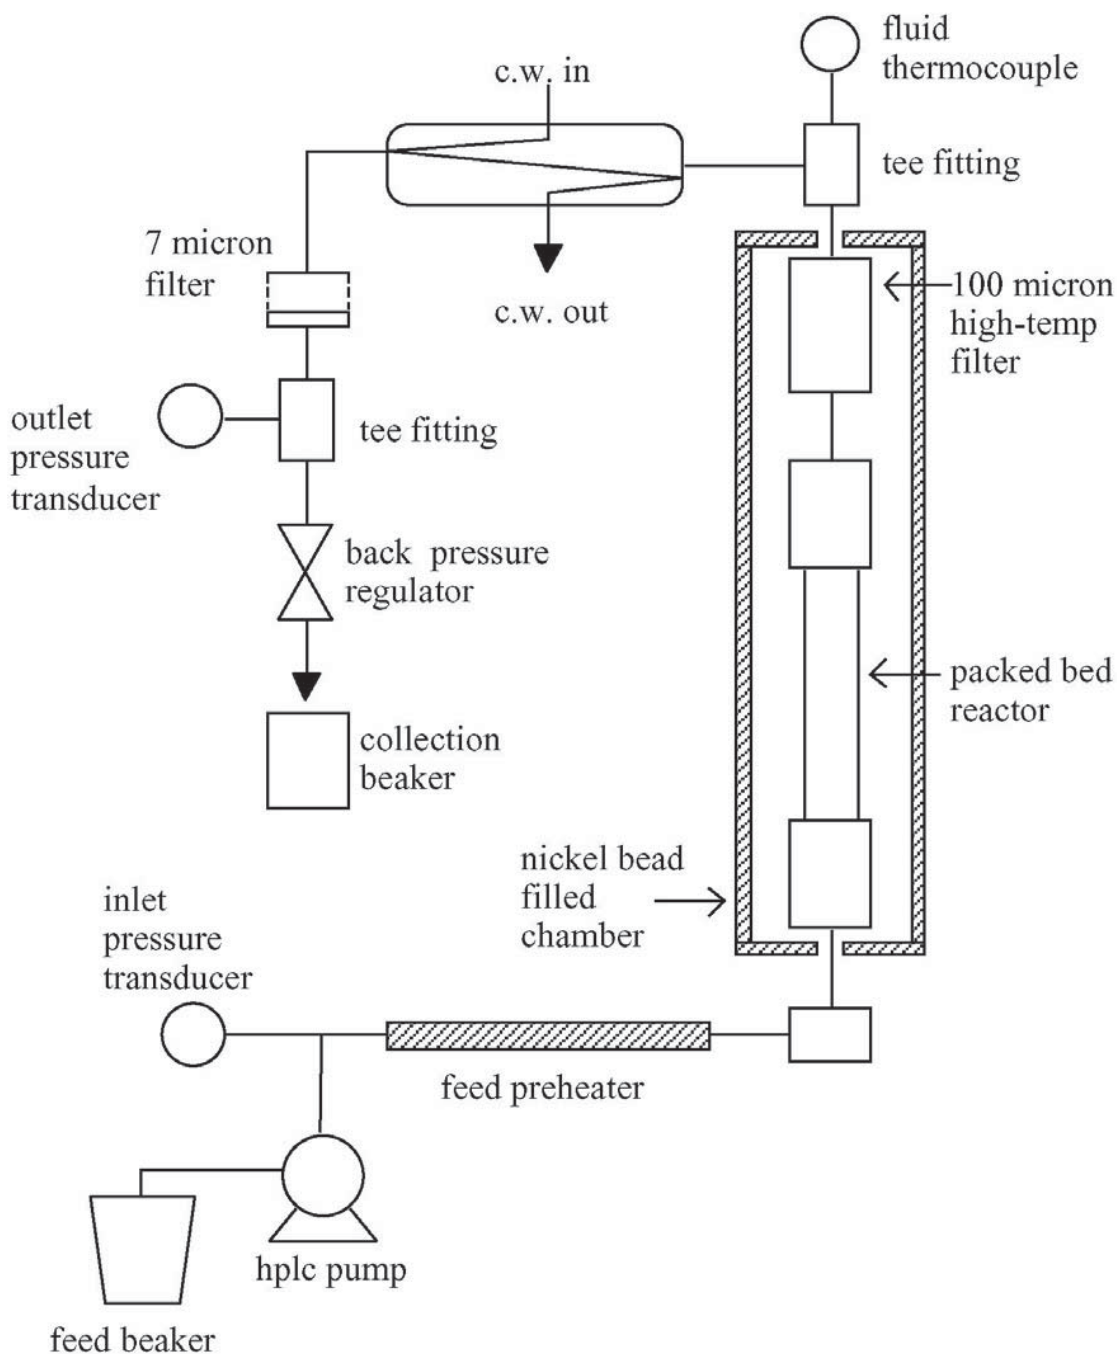 fluid
thermocouple
c.w. in
tee fitting
7 micron
filter
c.w. out
100 micron
high-temp
filter
outlet
pressure
transducer
tee fitting
back pressure
regulator
packed bed
reactor
collection
beaker
nickel bead
filled
chamber
inlet
pressure
transducer
feed preheater
hplc pump
feed beaker